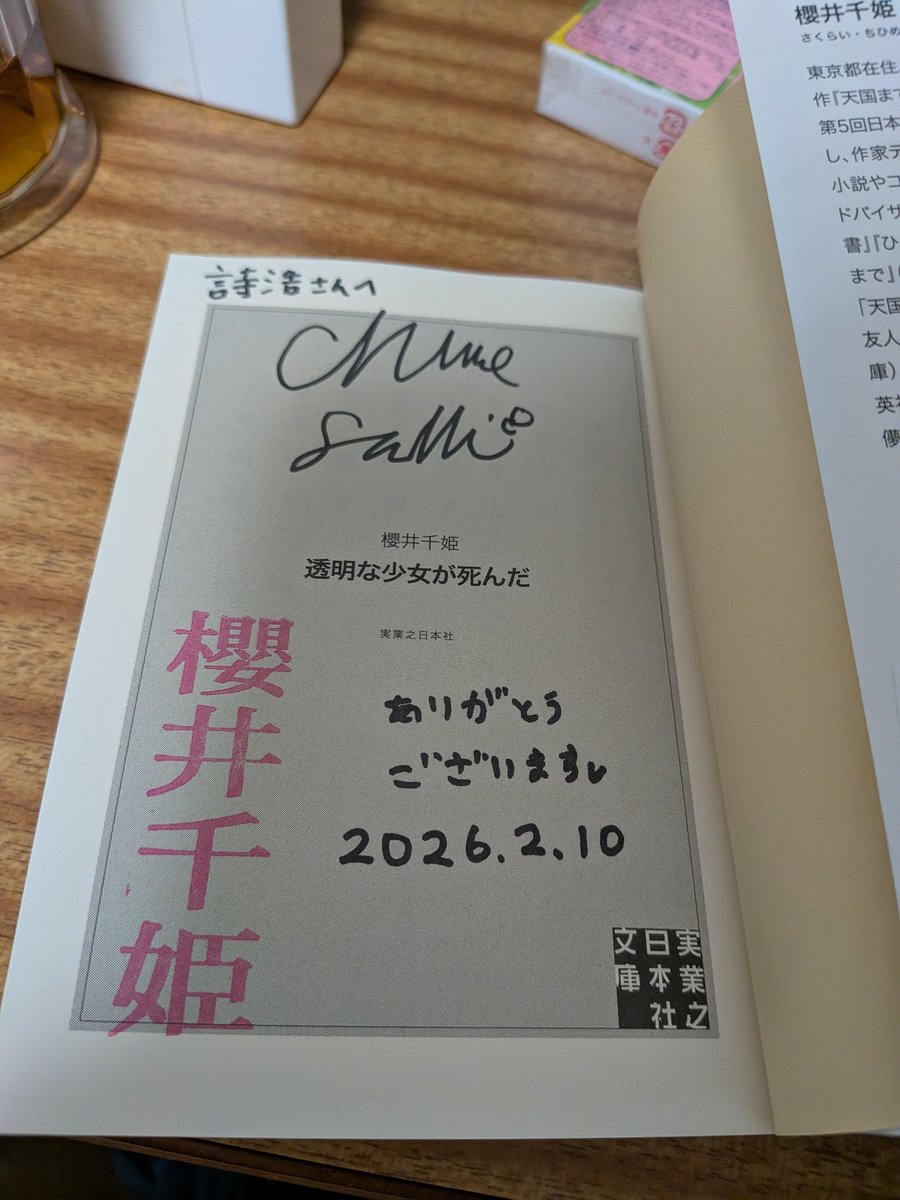 詩浩さんへ
Chime
Sakki
櫻井千姫
透明な少女が死んだ
実業之日本社
ありがとう
ございます
2026.2.10
櫻井千姫
実業之
日本社
文庫
櫻井千姫
さくらい・ちひめ
東京都在住
作『天国まで
第5回日本
し、作家デ
小説やコ
ドバイザ
書』『ひ
まで』(
「天国
友人
庫)
英社
儚